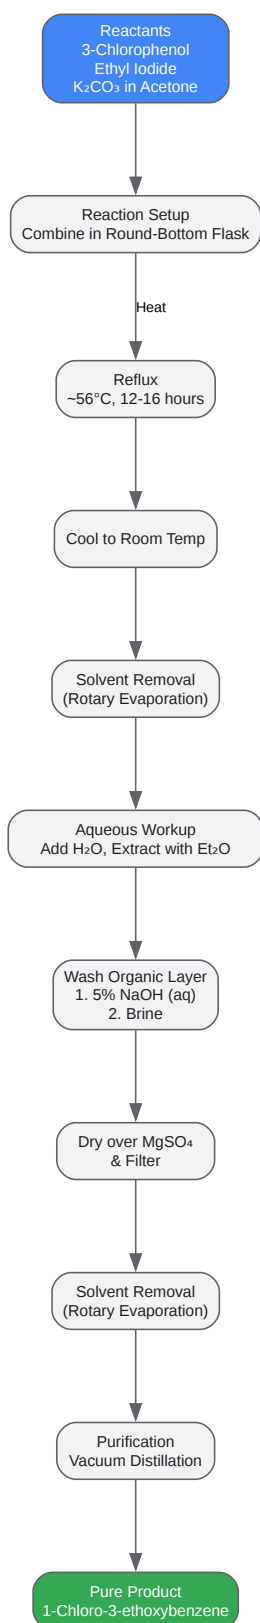 Reactants
3-Chlorophenol
Ethyl Iodide
K₂CO₃ in Acetone
Reaction Setup
Combine in Round-Bottom Flask
Heat
Reflux
~56°C, 12-16 hours
Cool to Room Temp
Solvent Removal
(Rotary Evaporation)
Aqueous Workup
Add H₂O, Extract with Et₂O
Wash Organic Layer
1. 5% NaOH (aq)
2. Brine
Dry over MgSO₄
& Filter
Solvent Removal
(Rotary Evaporation)
Purification
Vacuum Distillation
Pure Product
1-Chloro-3-ethoxybenzene